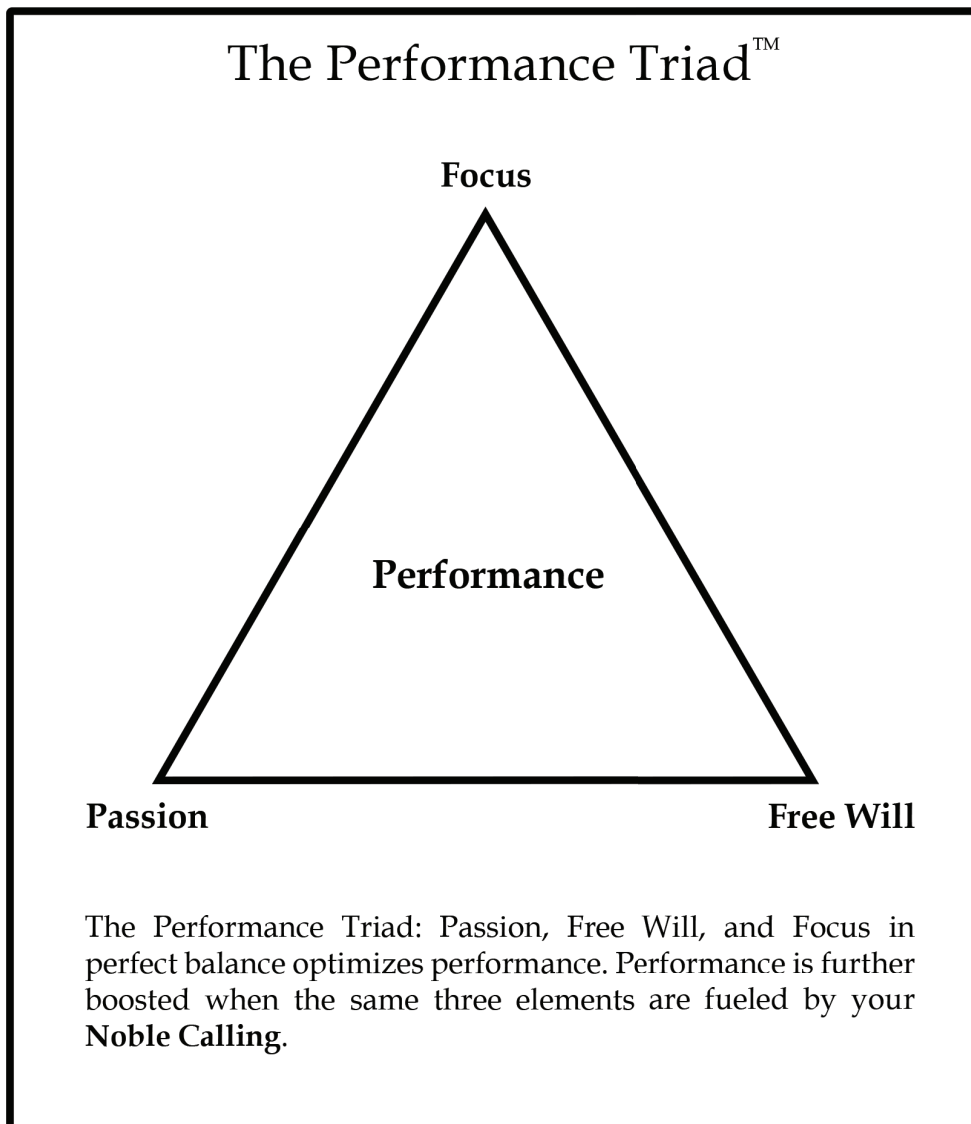 The Performance Triad™
Focus
Performance
Passion
Free Will
The Performance Triad: Passion, Free Will, and Focus in
perfect balance optimizes performance. Performance is further
boosted when the same three elements are fueled by your
Noble Calling.